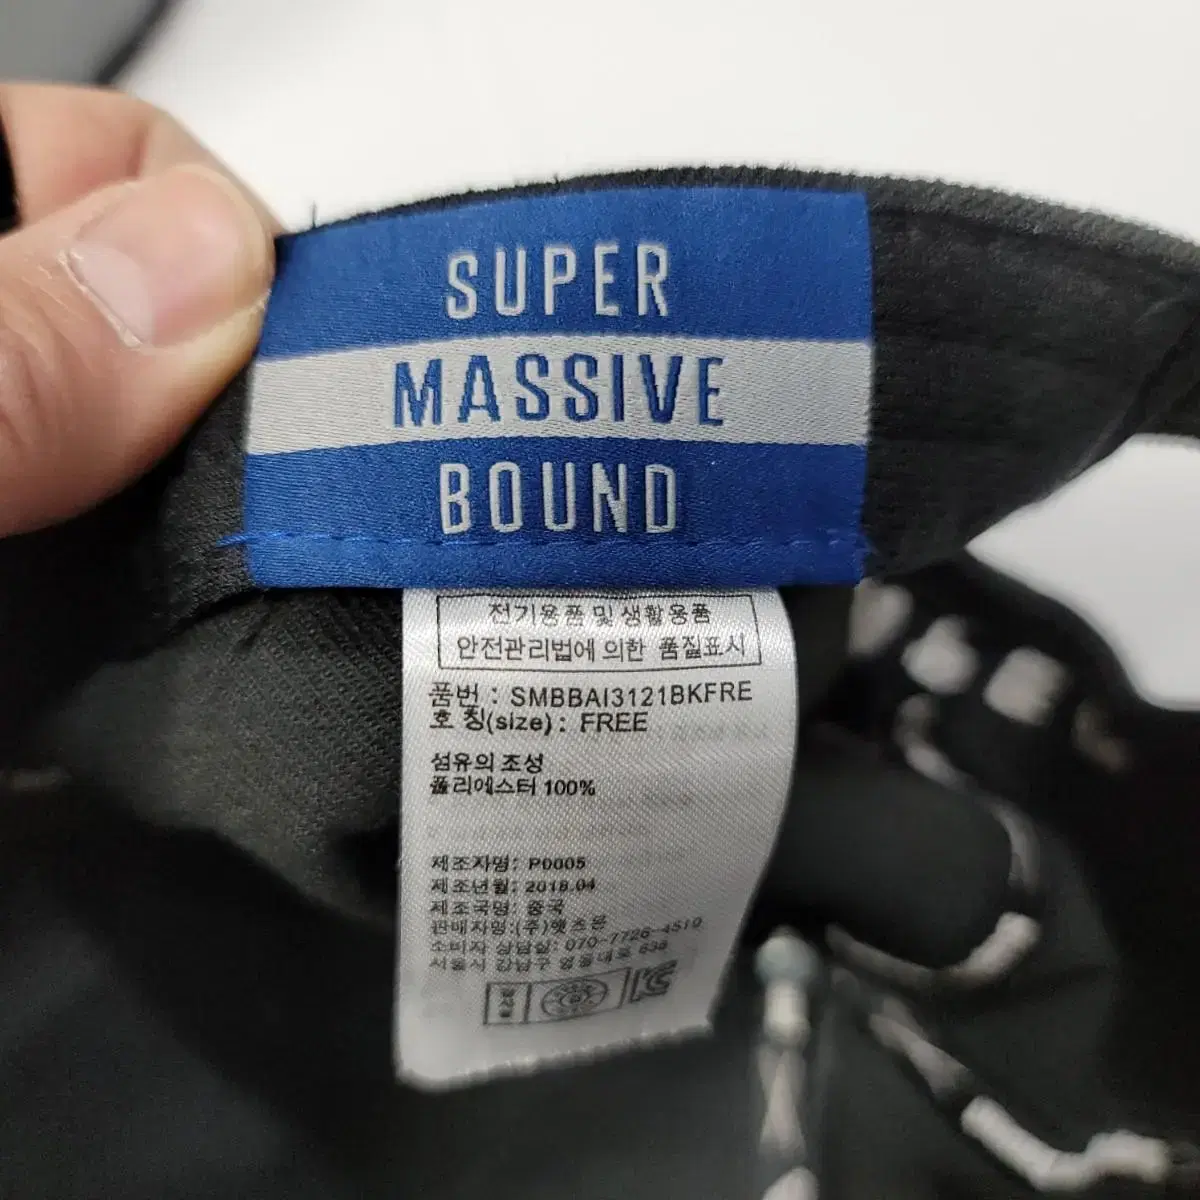 SUPER
MASSIVE
BOUND
전기용품 및 생활용품
안전관리법에 의한 품질표시
품번 : SMBBAI3121BKFRE
호 칭(size) : FREE
섬유의 조성
폴리에스터 100%
제조자명: P0005
제조년월: 2018.04
제조국명: 중국
판매자명:(주)햇츠온
소비자 상담실: 070-7726-4510
서울시 강남구 영동대로 638